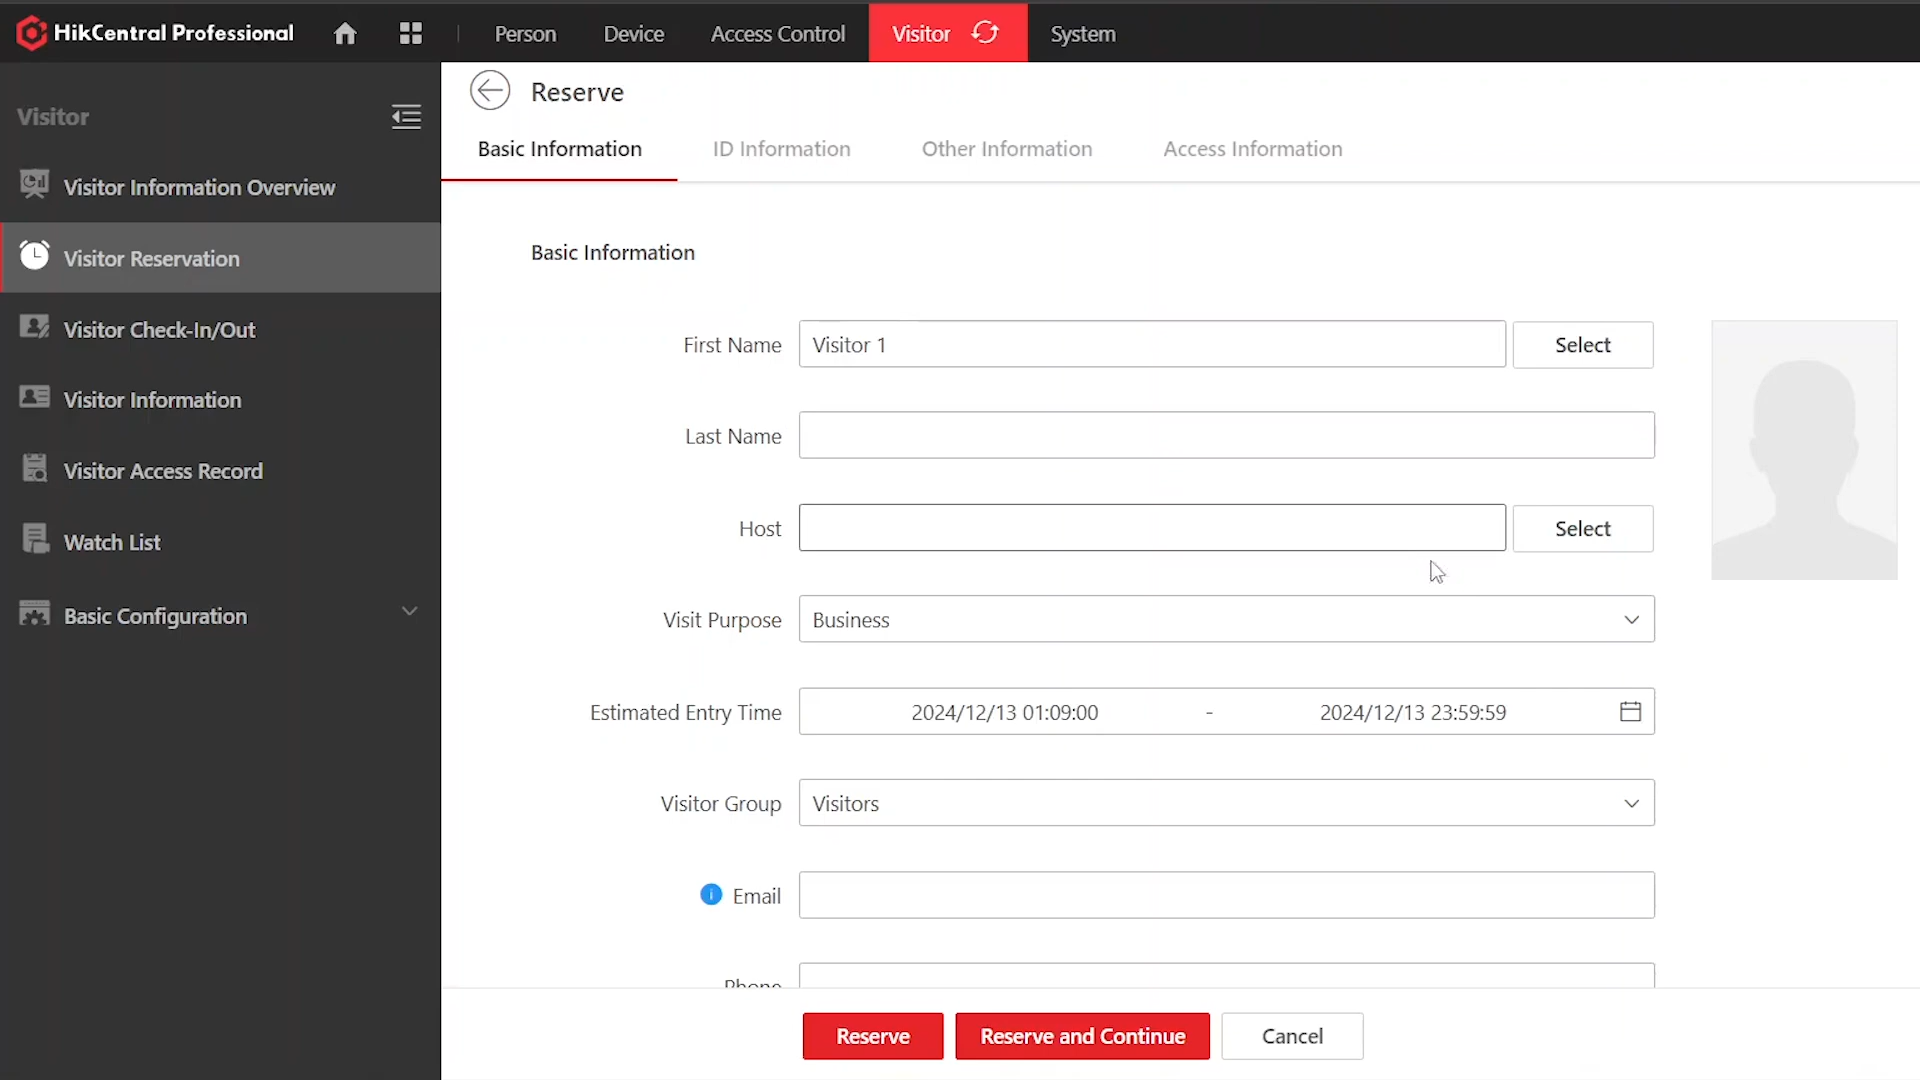 HikCentral Professional
Person
Device
Access Control
Visitor
System
Visitor
Visitor Information Overview
Visitor Reservation
Visitor Check-In/Out
Visitor Information
Visitor Access Record
Watch List
Basic Configuration
Reserve
Basic Information
ID Information
Other Information
Access Information
Basic Information
First Name
Visitor 1
Select
Last Name
Host
Select
Visit Purpose
Business
Estimated Entry Time
2024/12/13 01:09:00
-
2024/12/13 23:59:59
Visitor Group
Visitors
Email
Phone
Reserve
Reserve and Continue
Cancel